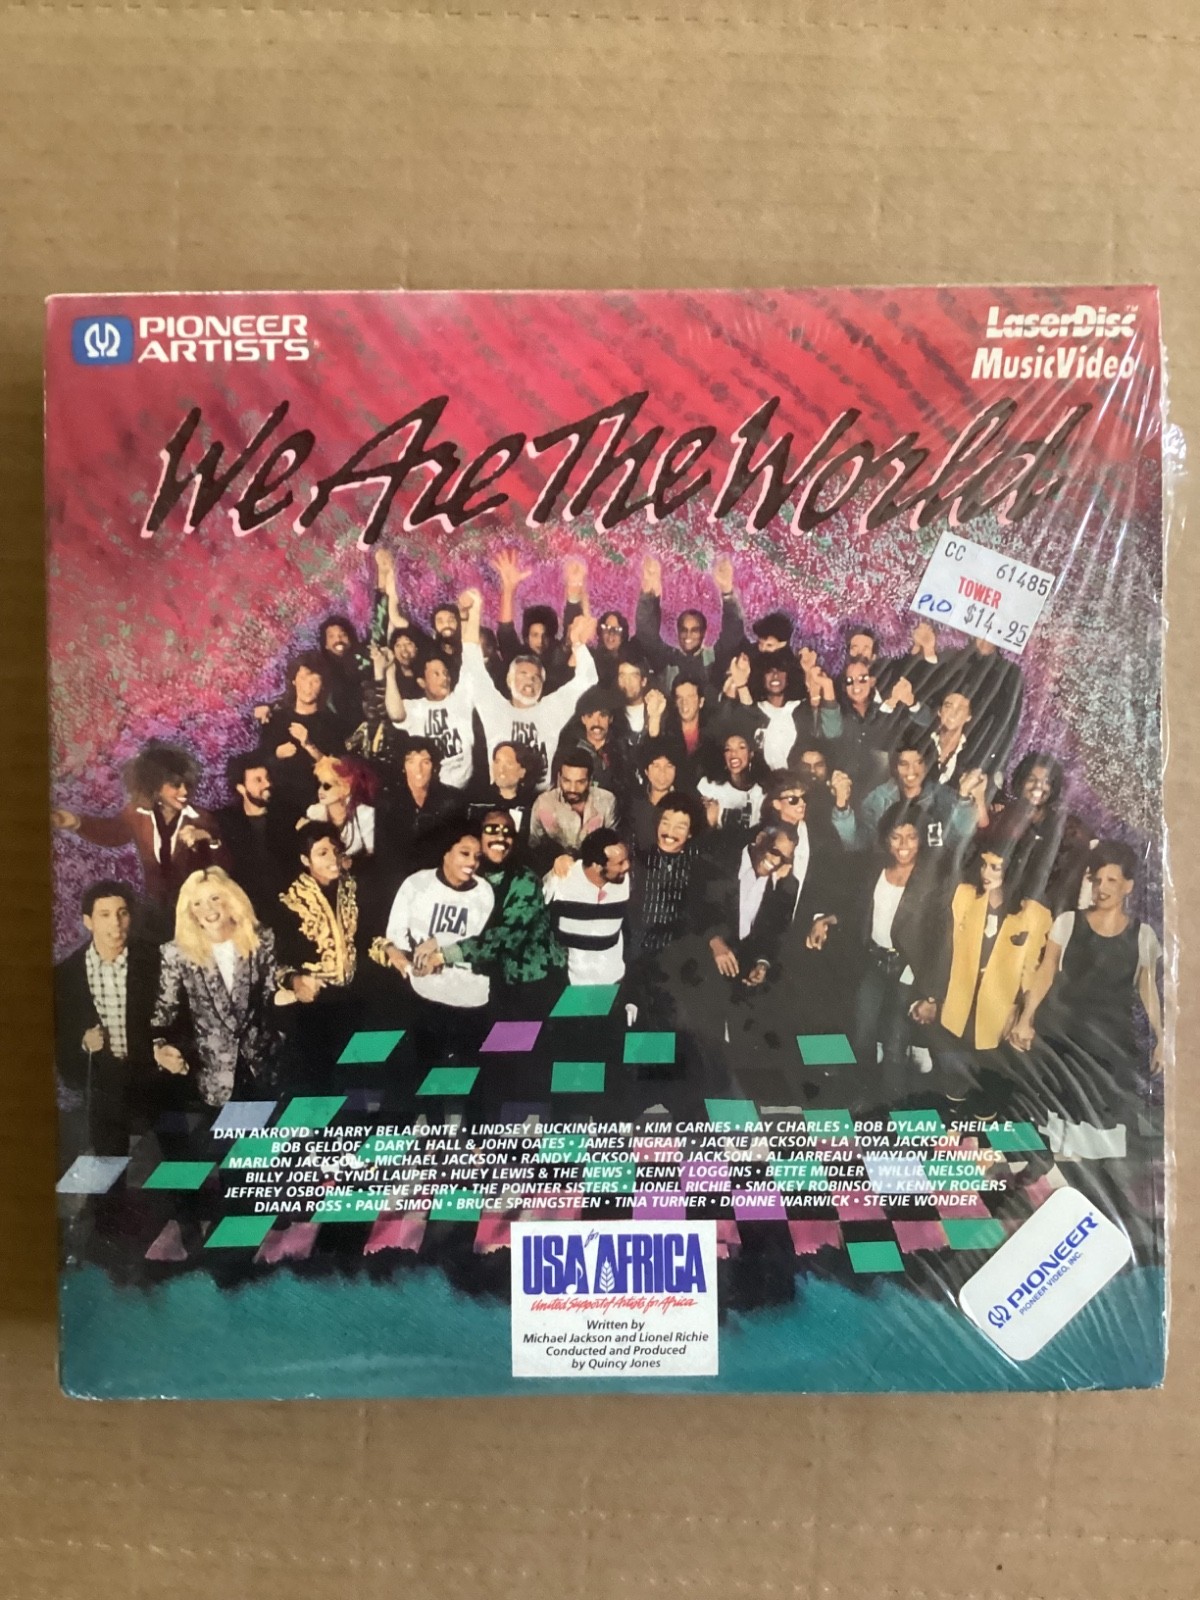 PIONEER
ARTISTS®
LaserDisc™
MusicVideo
We Are The World
CC 61485
TOWER
PLO $14.95
USA
AFRICA
USA
AFRICA
USA
DAN AKROYD • HARRY BELAFONTE • LINDSEY BUCKINGHAM • KIM CARNES • RAY CHARLES • BOB DYLAN • SHEILA E.
BOB GELDOF • DARYL HALL & JOHN OATES • JAMES INGRAM • JACKIE JACKSON • LA TOYA JACKSON
MARLON JACKSON • MICHAEL JACKSON • RANDY JACKSON • TITO JACKSON • AL JARREAU • WAYLON JENNINGS
BILLY JOEL • CYNDI LAUPER • HUEY LEWIS & THE NEWS • KENNY LOGGINS • BETTE MIDLER • WILLIE NELSON
JEFFREY OSBORNE • STEVE PERRY • THE POINTER SISTERS • LIONEL RICHIE • SMOKEY ROBINSON • KENNY ROGERS
DIANA ROSS • PAUL SIMON • BRUCE SPRINGSTEEN • TINA TURNER • DIONNE WARWICK • STEVIE WONDER
USA for AFRICA
United Support of Artists for Africa
Written by
Michael Jackson and Lionel Richie
Conducted and Produced
by Quincy Jones
PIONEER®
PIONEER VIDEO, INC.